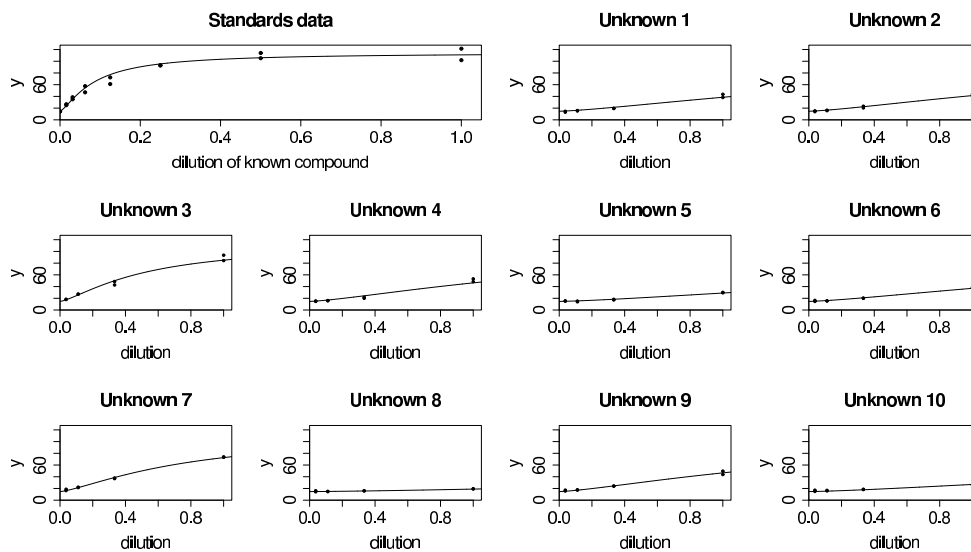 Standards data
y
0 60
0.0 0.2 0.4 0.6 0.8 1.0
dilution of known compound
Unknown 1
y
0 60
0.0 0.4 0.8
dilution
Unknown 2
y
0 60
0.0 0.4 0.8
dilution
Unknown 3
y
0 60
0.0 0.4 0.8
dilution
Unknown 4
y
0 60
0.0 0.4 0.8
dilution
Unknown 5
y
0 60
0.0 0.4 0.8
dilution
Unknown 6
y
0 60
0.0 0.4 0.8
dilution
Unknown 7
y
0 60
0.0 0.4 0.8
dilution
Unknown 8
y
0 60
0.0 0.4 0.8
dilution
Unknown 9
y
0 60
0.0 0.4 0.8
dilution
Unknown 10
y
0 60
0.0 0.4 0.8
dilution